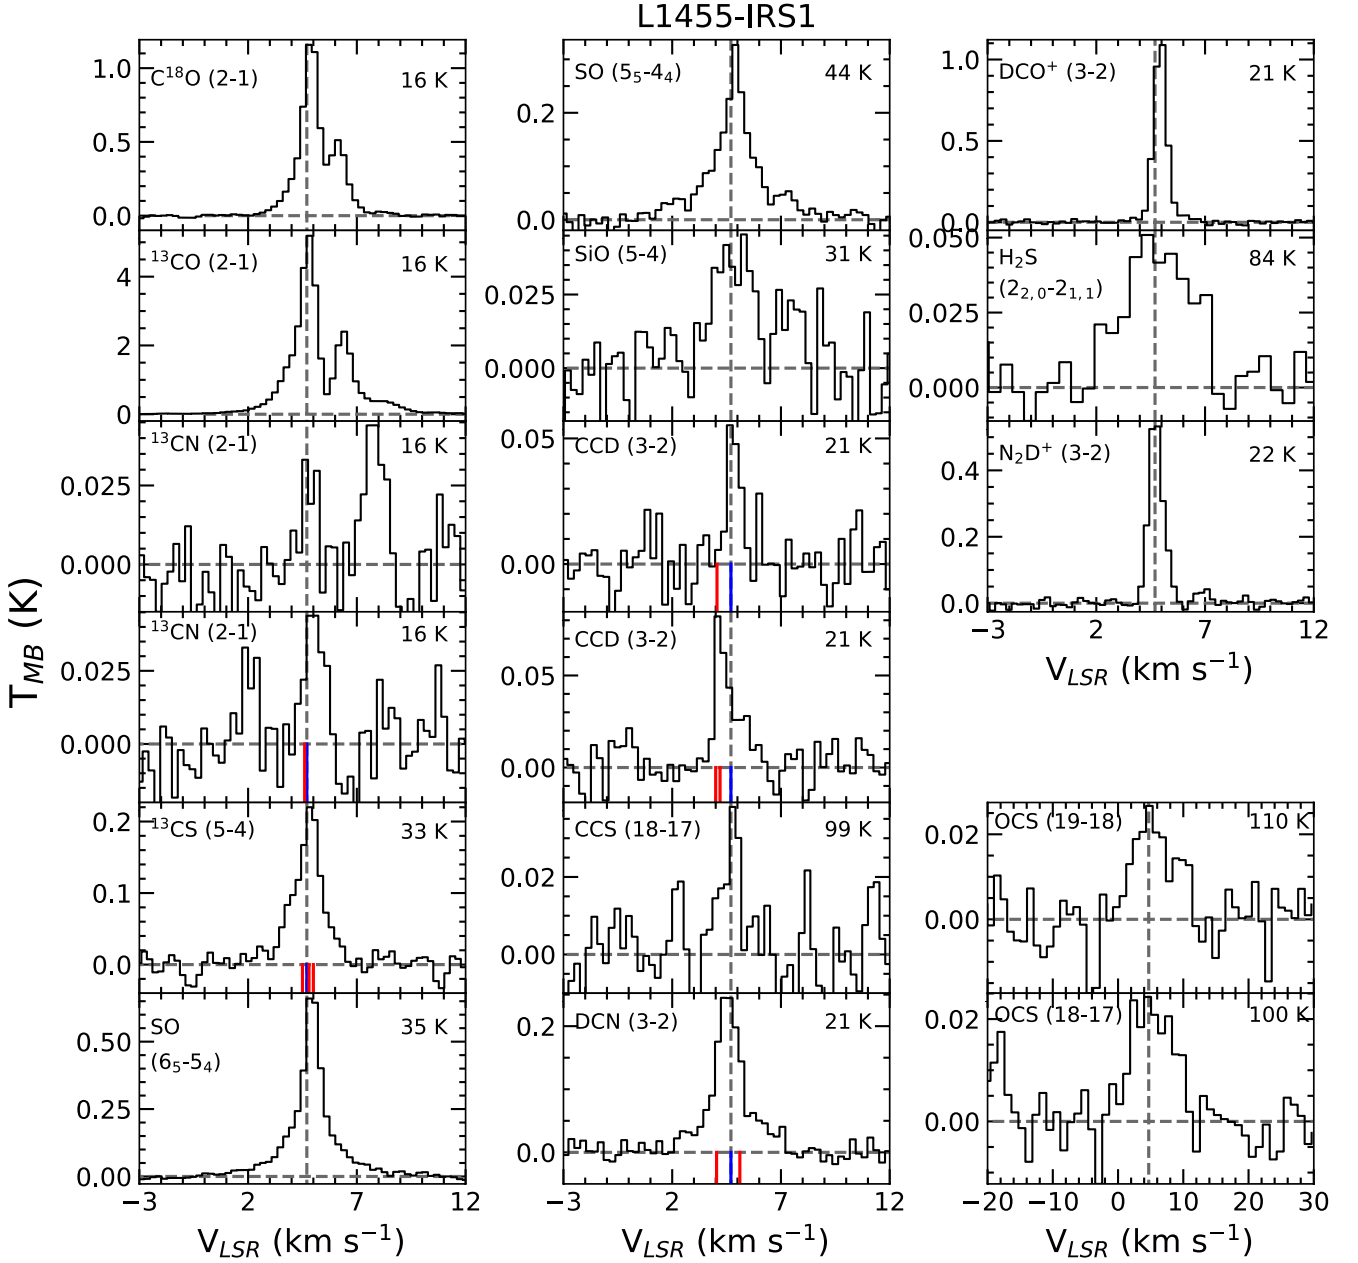 L1455-IRS1
C¹⁸O (2-1) 16 K
1.0
0.5
0.0
¹³CO (2-1) 16 K
4
2
0
¹³CN (2-1) 16 K
0.025
0.000
¹³CN (2-1) 16 K
0.025
0.000
¹³CS (5-4) 33 K
0.2
0.1
0.0
SO 35 K
(6₅-5₄)
0.50
0.25
0.00
−3 2 7 12
V_LSR (km s⁻¹)
T_MB (K)
SO (5₅-4₄) 44 K
0.2
0.0
SiO (5-4) 31 K
0.025
0.000
CCD (3-2) 21 K
0.05
0.00
CCD (3-2) 21 K
0.05
0.00
CCS (18-17) 99 K
0.02
0.00
DCN (3-2) 21 K
0.2
0.0
−3 2 7 12
V_LSR (km s⁻¹)
DCO⁺ (3-2) 21 K
1.0
0.5
0.0
H₂S 84 K
(2₂,₀-2₁,₁)
0.050
0.025
0.000
N₂D⁺ (3-2) 22 K
0.4
0.2
0.0
−3 2 7 12
V_LSR (km s⁻¹)
OCS (19-18) 110 K
0.02
0.00
OCS (18-17) 100 K
0.02
0.00
−20 −10 0 10 20 30
V_LSR (km s⁻¹)